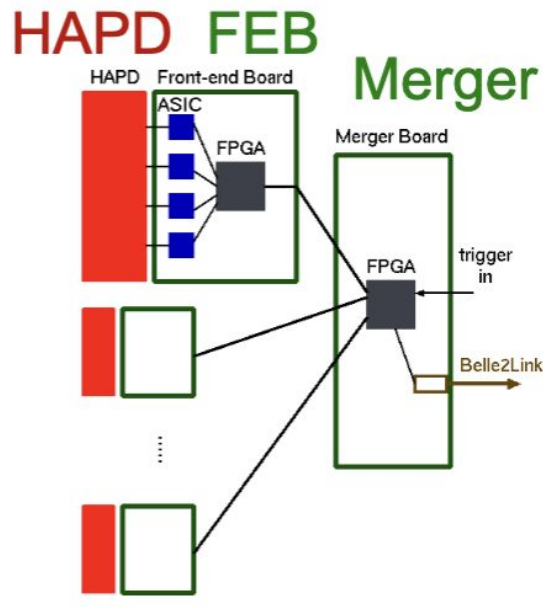 HAPD FEB
Merger
HAPD Front-end Board
ASIC
FPGA
Merger Board
FPGA
trigger
in
Belle2Link